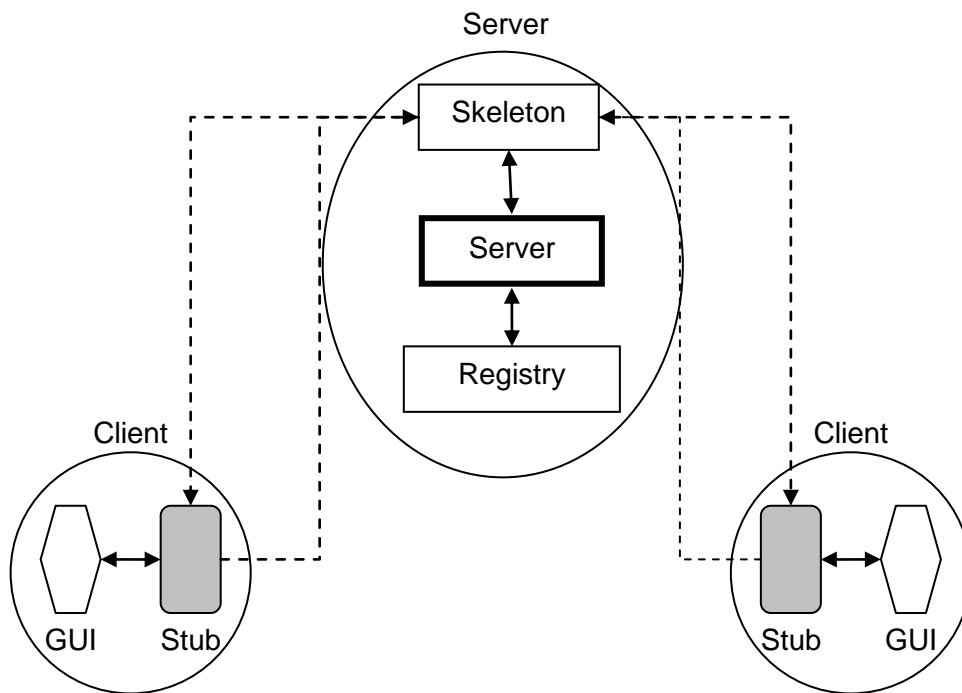 Server
Skeleton
Server
Registry
Client
Client
GUI
Stub
Stub
GUI